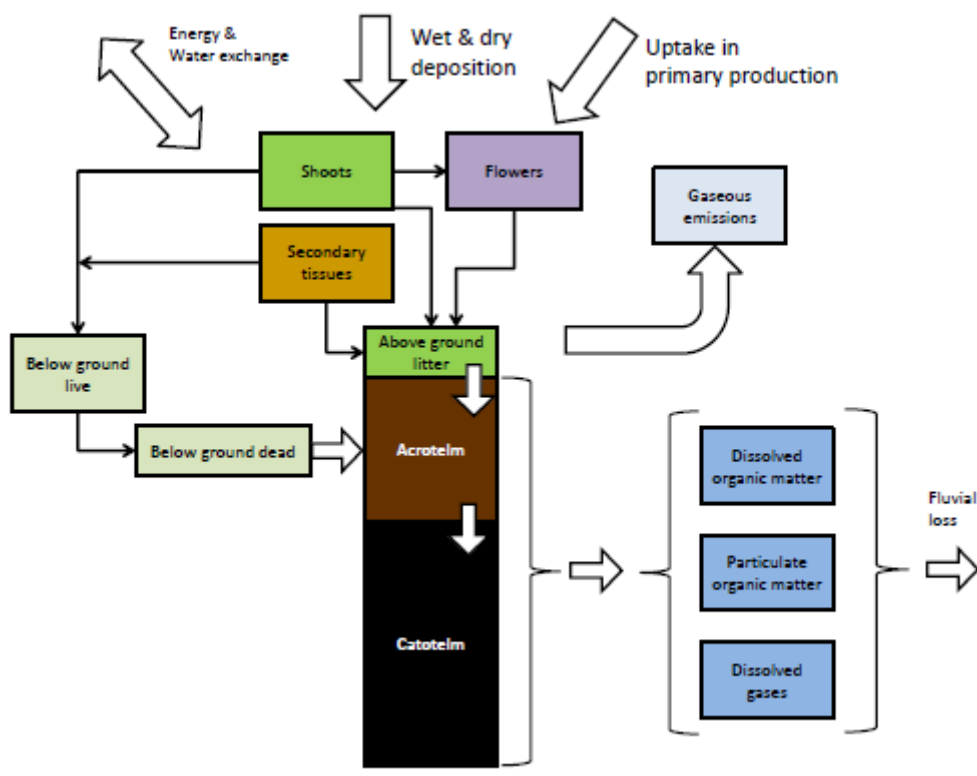 Energy &
Water exchange
Wet & dry
deposition
Uptake in
primary production
Shoots
Flowers
Gaseous
emissions
Secondary
tissues
Above ground
litter
Below ground
live
Below ground dead
Acrotelm
Dissolved
organic matter
Fluvial
loss
Particulate
organic matter
Catotelm
Dissolved
gases